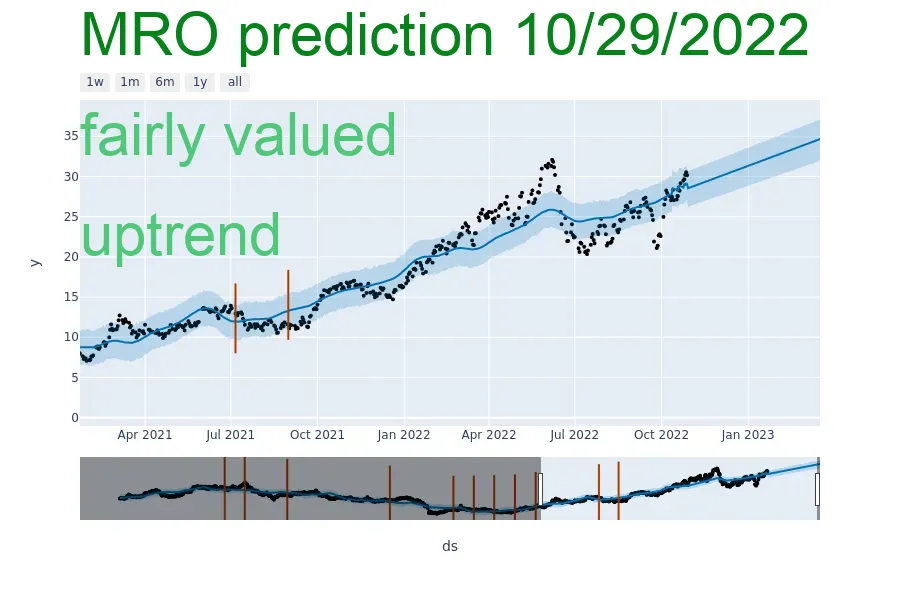 MRO prediction 10/29/2022
1w 1m 6m 1y all
fairly valued
uptrend
35
30
25
20
15
10
5
0
y
Apr 2021 Jul 2021 Oct 2021 Jan 2022 Apr 2022 Jul 2022 Oct 2022 Jan 2023
ds